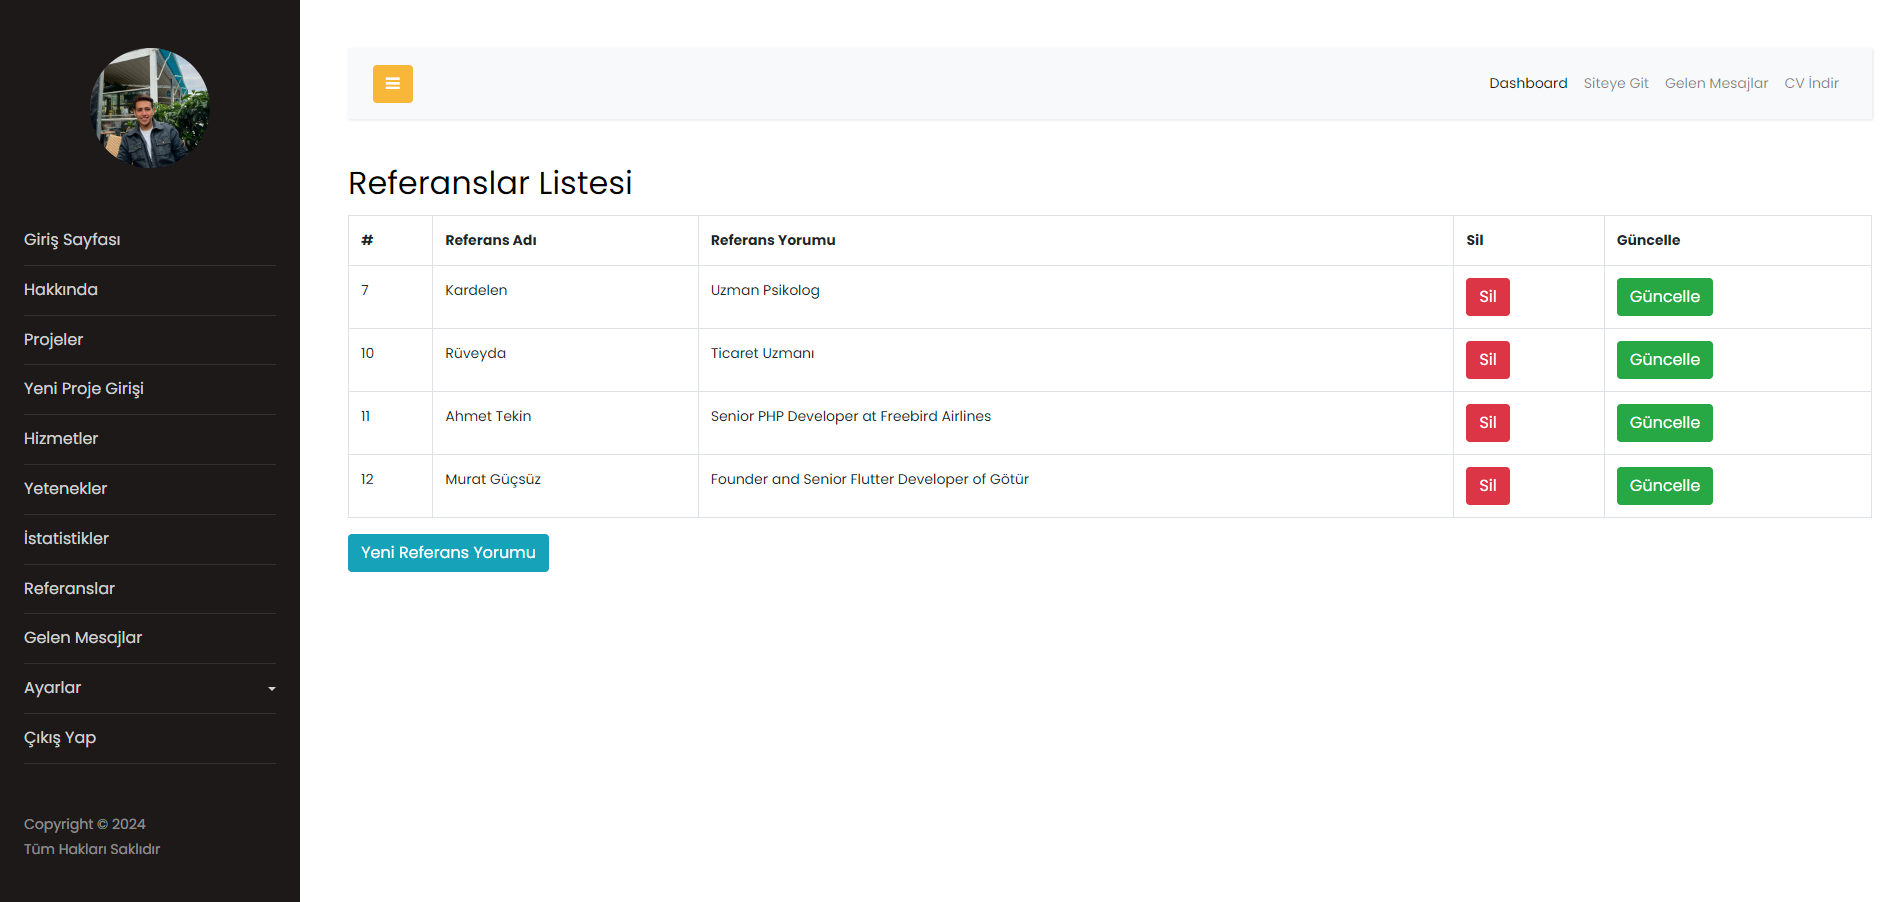 Dashboard Siteye Git Gelen Mesajlar CV İndir
Giriş Sayfası
Hakkında
Projeler
Yeni Proje Girişi
Hizmetler
Yetenekler
İstatistikler
Referanslar
Gelen Mesajlar
Ayarlar
Çıkış Yap
Copyright © 2024
Tüm Hakları Saklıdır
Referanslar Listesi
# Referans Adı Referans Yorumu Sil Güncelle
7 Kardelen Uzman Psikolog Sil Güncelle
10 Rüveyda Ticaret Uzmanı Sil Güncelle
11 Ahmet Tekin Senior PHP Developer at Freebird Airlines Sil Güncelle
12 Murat Güçsüz Founder and Senior Flutter Developer of Götür Sil Güncelle
Yeni Referans Yorumu